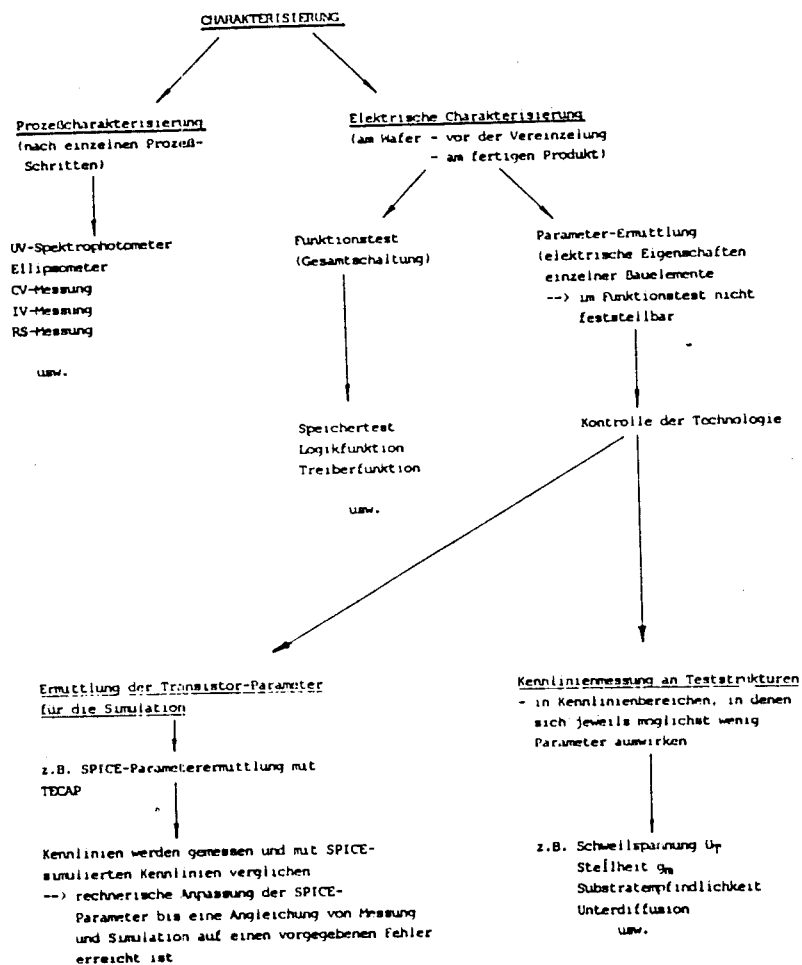 CHARAKTERISIERUNG
Prozeßcharakterisierung
(nach einzelnen Prozeß-
Schritten)
UV-Spektrophotometer
Ellipsometer
CV-Messung
IV-Messung
RS-Messung
usw.
Elektrische Charakterisierung
(am Wafer - vor der Vereinzelung
- am fertigen Produkt)
Funktionstest
(Gesamtschaltung)
Speichertest
Logikfunktion
Treiberfunktion
usw.
Parameter-Ermittlung
(elektrische Eigenschaften
einzelner Bauelemente
--> im Funktionstest nicht
feststellbar
Kontrolle der Technologie
Ermittlung der Transistor-Parameter
für die Simulation
z.B. SPICE-Parameterermittlung mit
TECAP
Kennlinien werden gemessen und mit SPICE-
simulierten Kennlinien verglichen
--> rechnerische Anpassung der SPICE-
Parameter bis eine Angleichung von Messung
und Simulation auf einen vorgegebenen Fehler
erreicht ist
Kennlinienmessung an Teststrukturen
- in Kennlinienbereichen, in denen
sich jeweils möglichst wenig
Parameter auswirken
z.B. Schwellspannung U_T
Steilheit g_m
Substratempfindlichkeit
Unterdiffusion
usw.